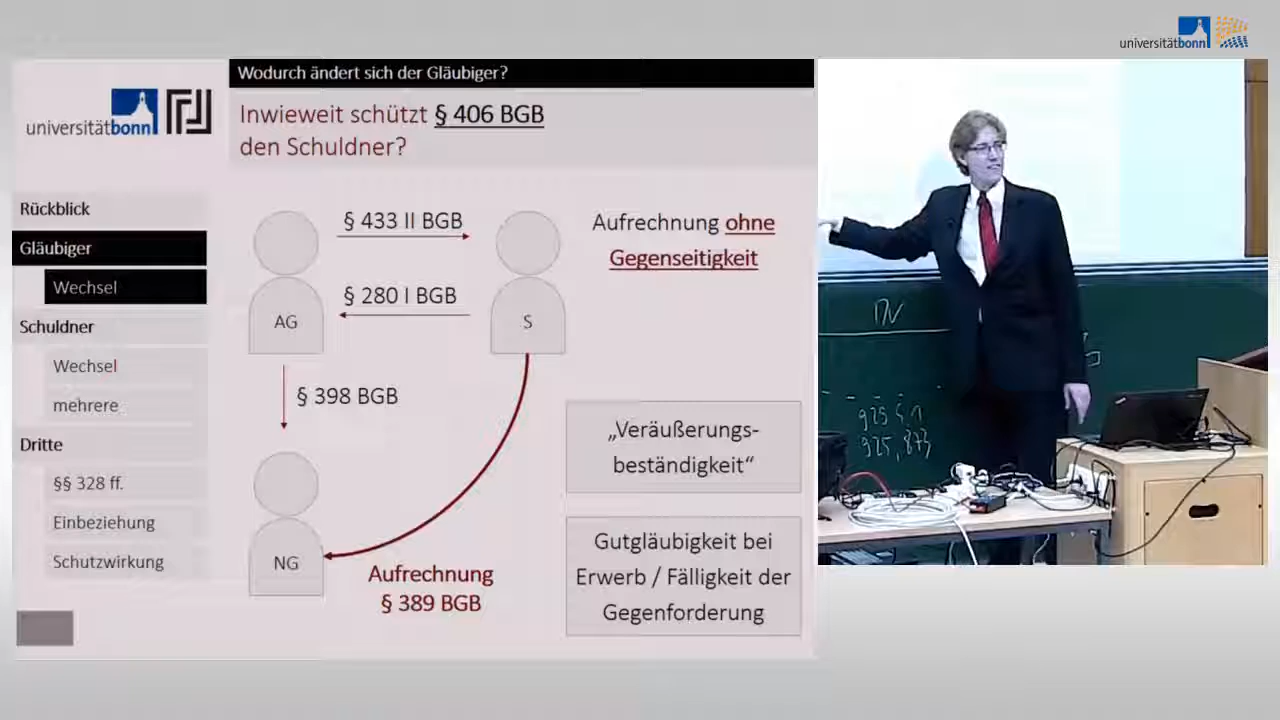 universitätbonn
Wodurch ändert sich der Gläubiger?
Inwieweit schützt § 406 BGB
den Schuldner?
universitätbonn
Rückblick
Gläubiger
Wechsel
Schuldner
Wechsel
mehrere
Dritte
§§ 328 ff.
Einbeziehung
Schutzwirkung
§ 433 II BGB
§ 280 I BGB
AG
S
§ 398 BGB
NG
Aufrechnung
§ 389 BGB
Aufrechnung ohne
Gegenseitigkeit
„Veräußerungs-
beständigkeit“
Gutgläubigkeit bei
Erwerb / Fälligkeit der
Gegenforderung
925, 873